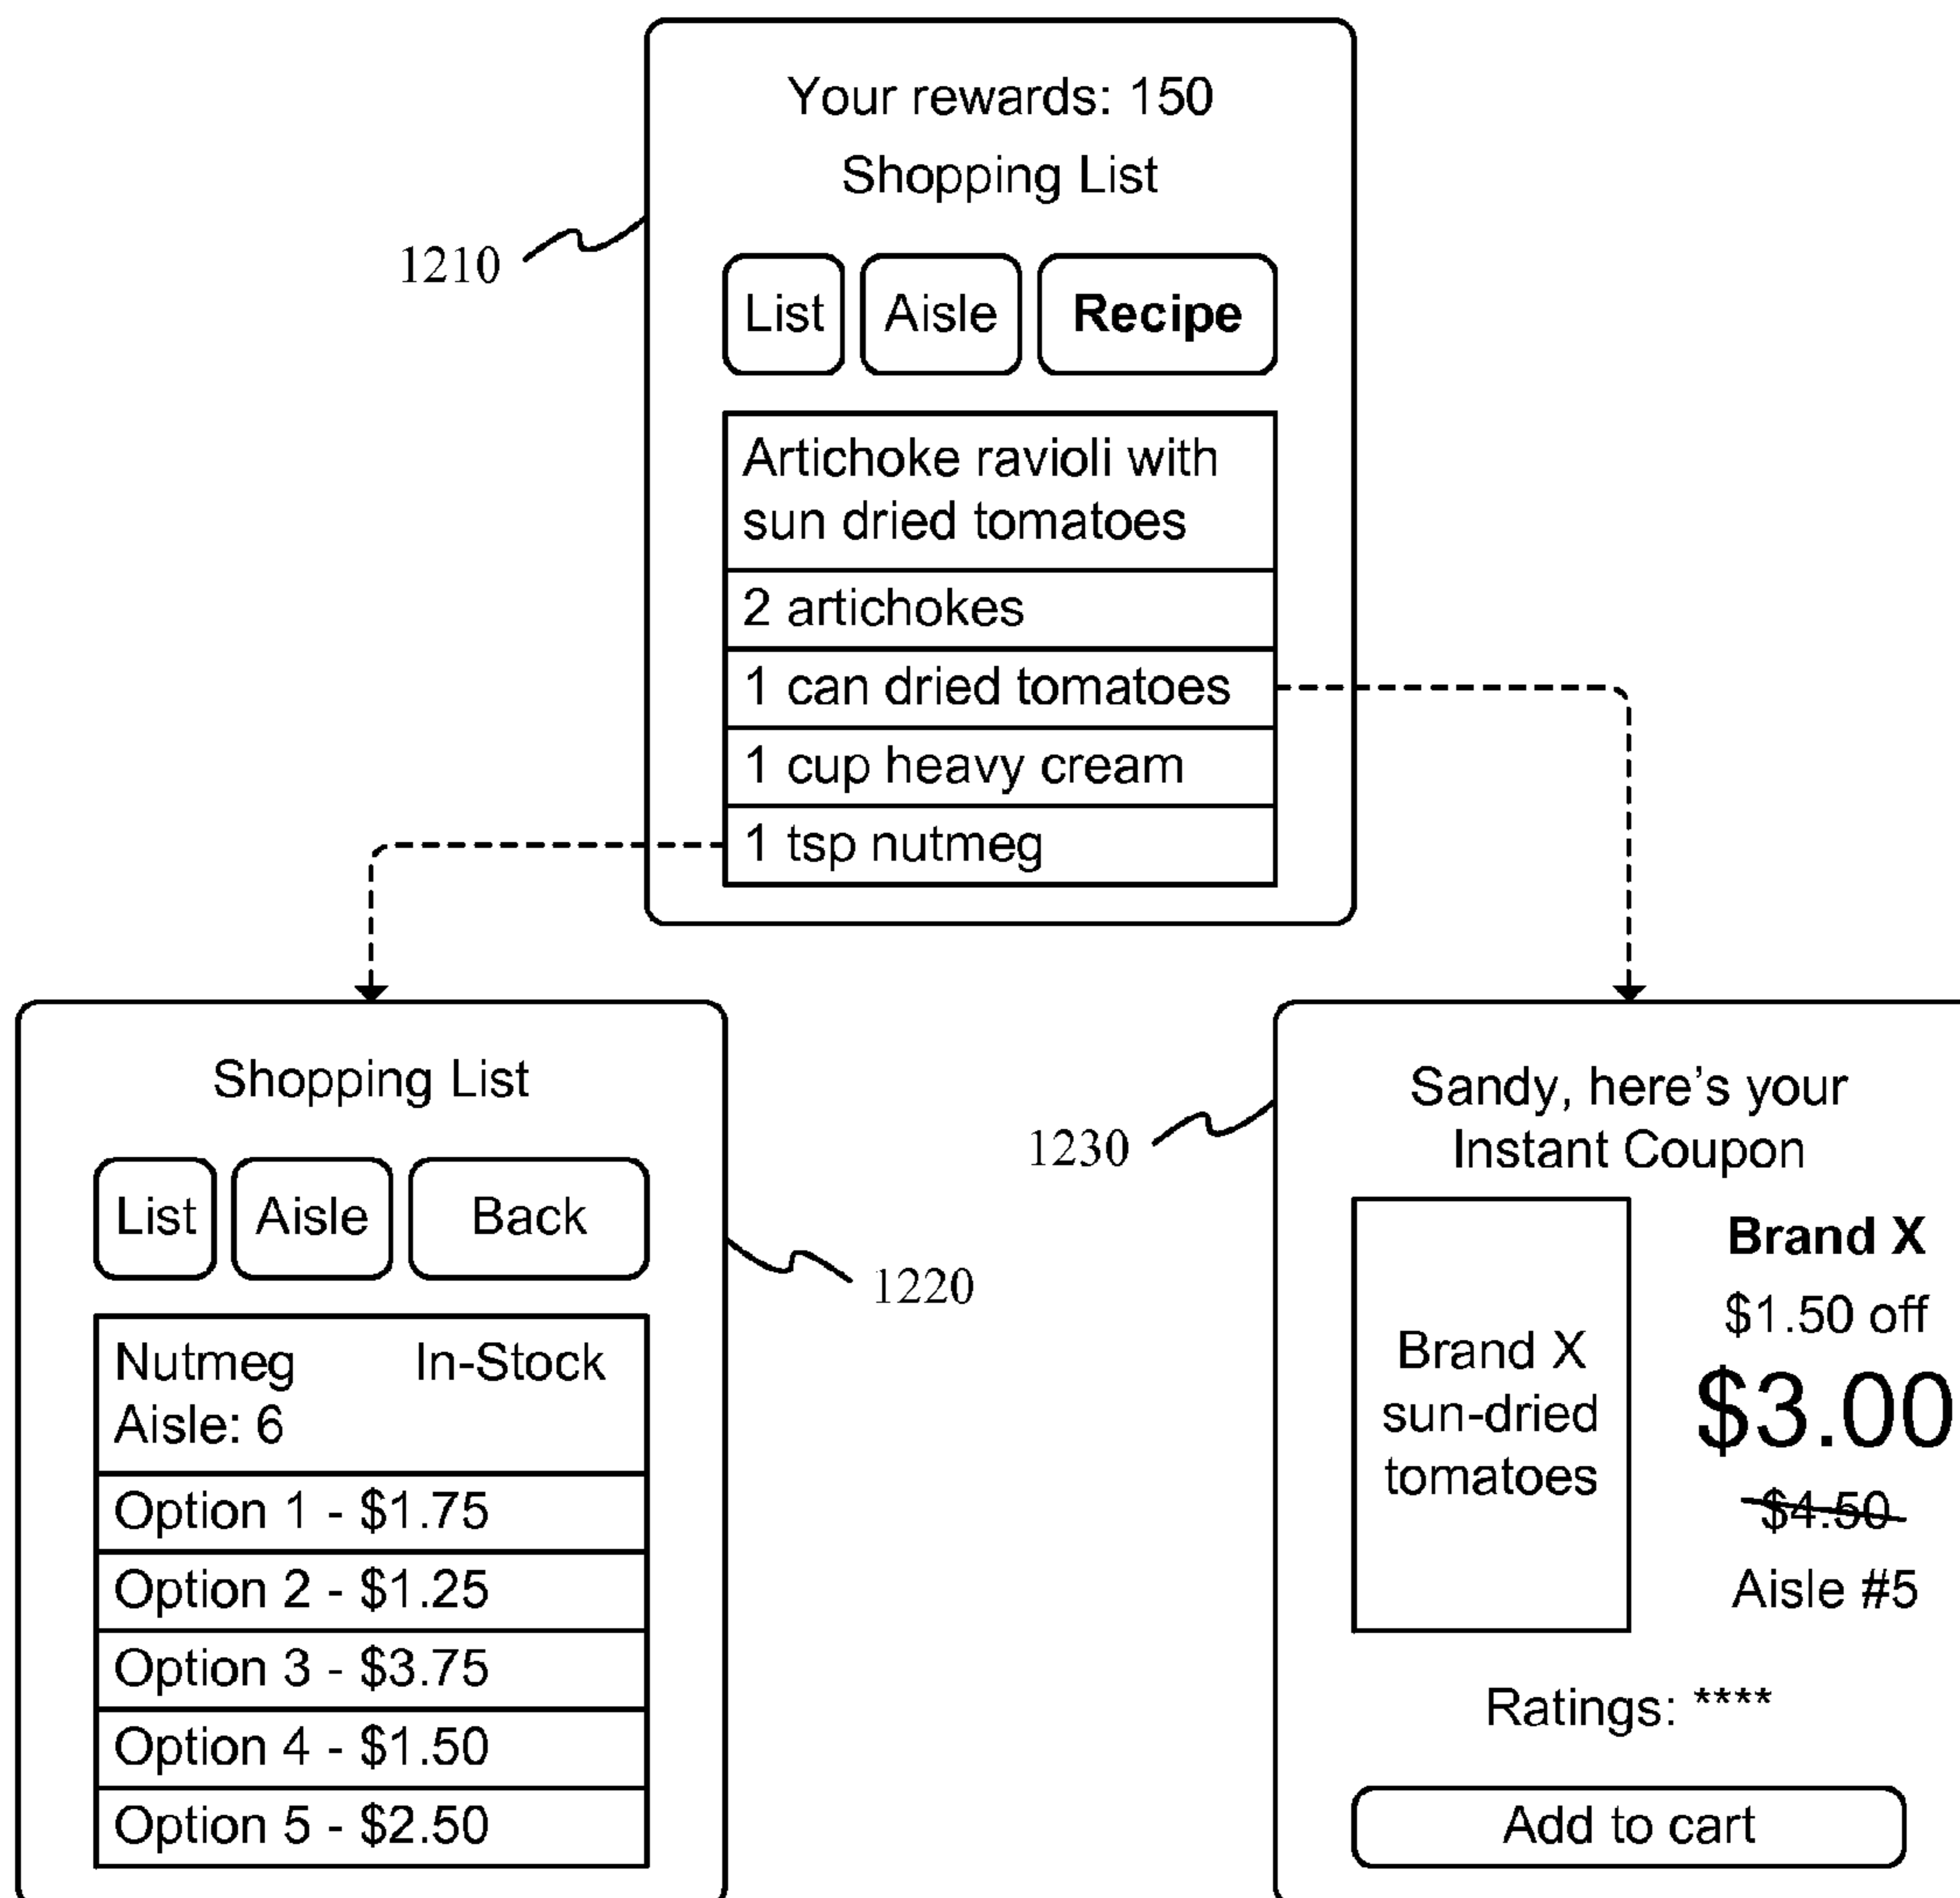 Your rewards: 150
Shopping List
1210
List Aisle Recipe
Artichoke ravioli with
sun dried tomatoes
2 artichokes
1 can dried tomatoes
1 cup heavy cream
1 tsp nutmeg
Shopping List
List Aisle Back
1220
Nutmeg In-Stock
Aisle: 6
Option 1 - $1.75
Option 2 - $1.25
Option 3 - $3.75
Option 4 - $1.50
Option 5 - $2.50
1230
Sandy, here's your
Instant Coupon
Brand X
sun-dried
tomatoes
Brand X
$1.50 off
$3.00
$4.50
Aisle #5
Ratings: ****
Add to cart